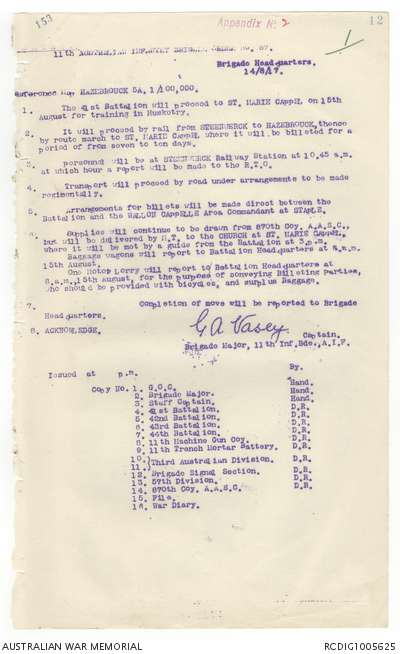 153
Appendix No. 2
12
1
11th AUSTRALIAN INFANTRY BRIGADE ORDER No. 67.
Brigade Headquarters.
14/8/17.
Reference Map HAZEBROUCK 5A, 1/100,000.
1. The 41st Battalion will proceed to ST. MARIE CAPPEL on 15th
August for training in Musketry.
2. It will proceed by rail from STEENWERCK to HAZEBROUCK, thence
by route march to ST. MARIE CAPPEL where it will be billeted for a
period of from seven to ten days.
3. Personnel will be at STEENWERCK Railway Station at 10.45 a.m.
at which hour a report will be made to the R.T.O.
4. Transport will proceed by road under arrangements to be made
regimentally.
5. Arrangements for billets will be made direct between the
Battalion and the WALLON CAPPELLE Area Commandant at STAPLE.
6. Supplies will continue to be drawn from 870th Coy. A.A.S.C.,
but will be delivered by M.T. to the CHURCH at ST. MARIE CAPPEL
where it will be met by a guide from the Battalion at 3 p.m.
Baggage wagons will report to Battalion Headquarters at 8 a.m.
15th August.
One Motor Lorry will report to Battalion Headquarters at
8 a.m. 15th August, for the purpose of conveying Billeting Parties,
who should be provided with bicycles, and surplus Baggage.
7. Completion of move will be reported to Brigade
Headquarters.
8. ACKNOWLEDGE.
G A Vasey
Captain.
Brigade Major, 11th Inf. Bde., A.I.F.
Issued at p.m. By.
Copy No. 1. G.O.C. Hand.
2. Brigade Major. Hand.
3. Staff Captain. Hand.
4. 41st Battalion. D.R.
5. 42nd Battalion. D.R.
6. 43rd Battalion. D.R.
7. 44th Battalion. D.R.
8. 11th Machine Gun Coy. D.R.
9. 11th Trench Mortar Battery. D.R.
10.) Third Australian Division. D.R.
11.)
12. Brigade Signal Section. D.R.
13. 57th Division. D.R.
14. 870th Coy. A.A.S.C. D.R.
15. File.
16. War Diary.
AUSTRALIAN WAR MEMORIAL
RCDIG1005625